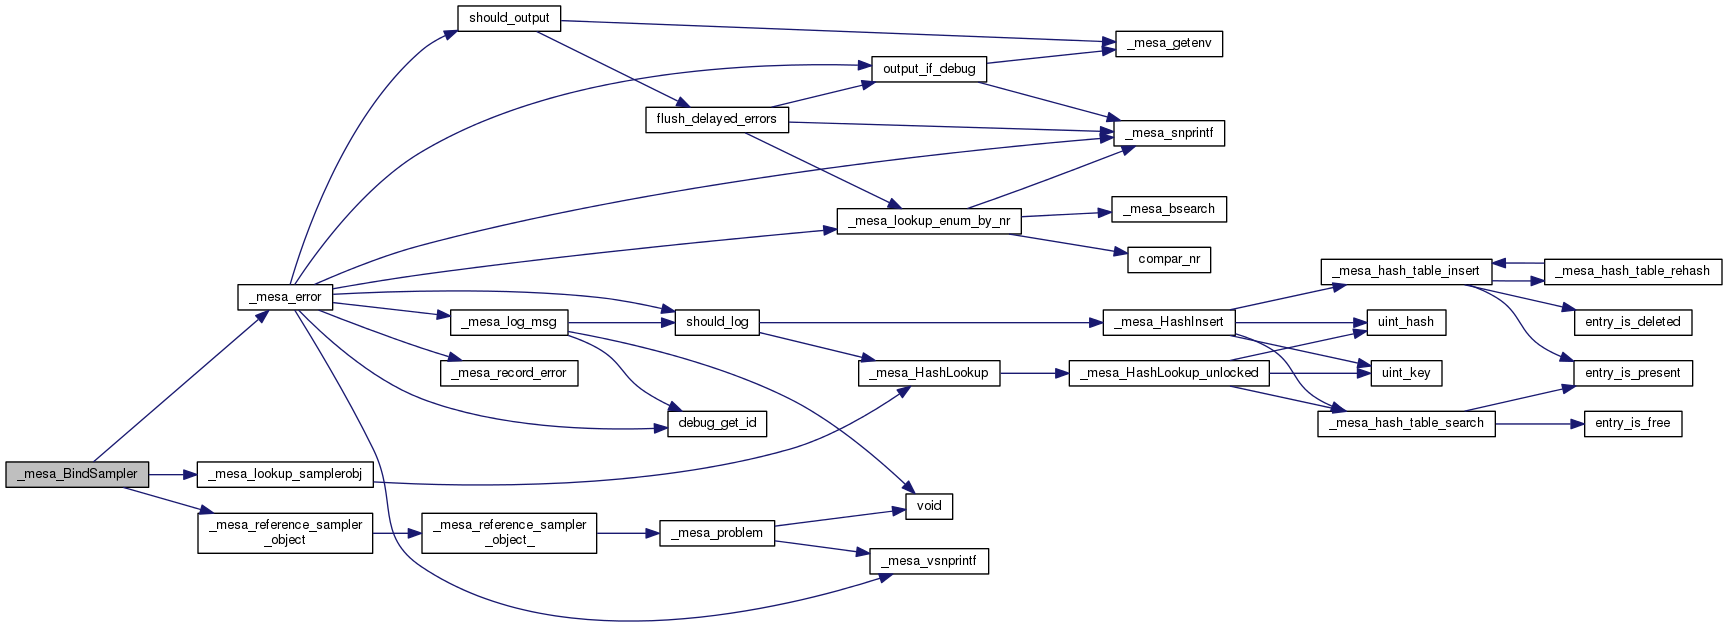 should_output
_mesa_getenv
output_if_debug
flush_delayed_errors
_mesa_snprintf
_mesa_lookup_enum_by_nr
_mesa_bsearch
compar_nr
_mesa_hash_table_insert
_mesa_hash_table_rehash
_mesa_error
_mesa_log_msg
should_log
_mesa_HashInsert
uint_hash
entry_is_deleted
_mesa_record_error
_mesa_HashLookup
_mesa_HashLookup_unlocked
uint_key
entry_is_present
debug_get_id
_mesa_hash_table_search
entry_is_free
_mesa_BindSampler
_mesa_lookup_samplerobj
void
_mesa_reference_sampler
_object
_mesa_reference_sampler
_object_
_mesa_problem
_mesa_vsnprintf